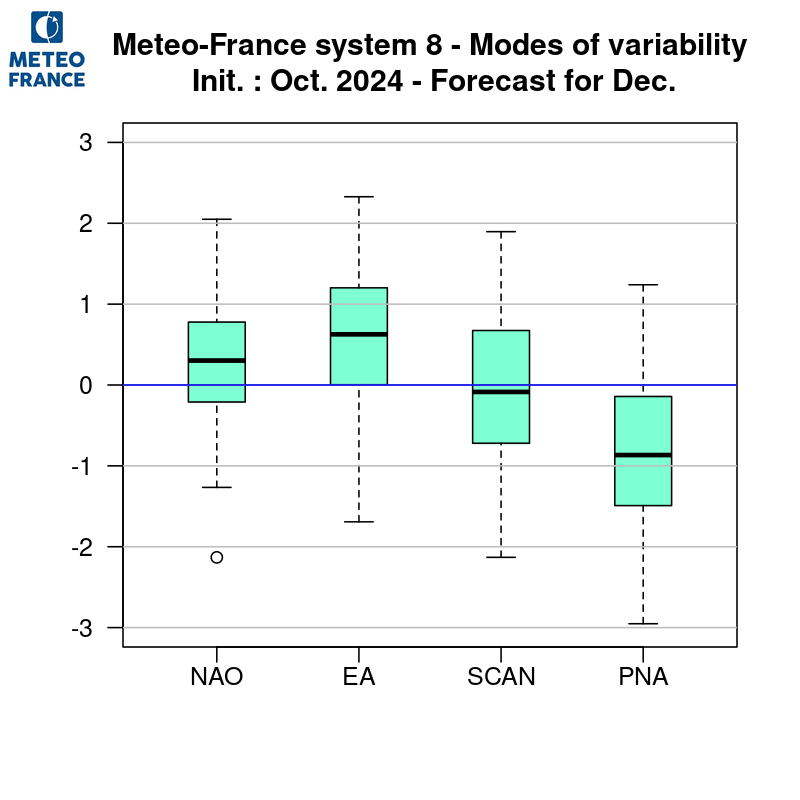 METEO
FRANCE
Meteo-France system 8 - Modes of variability
Init. : Oct. 2024 - Forecast for Dec.
3
2
1
0
-1
-2
-3
NAO EA SCAN PNA